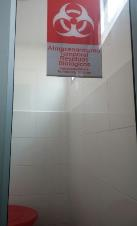 Almacenamiento
Temporal
Residuos
Biológicos